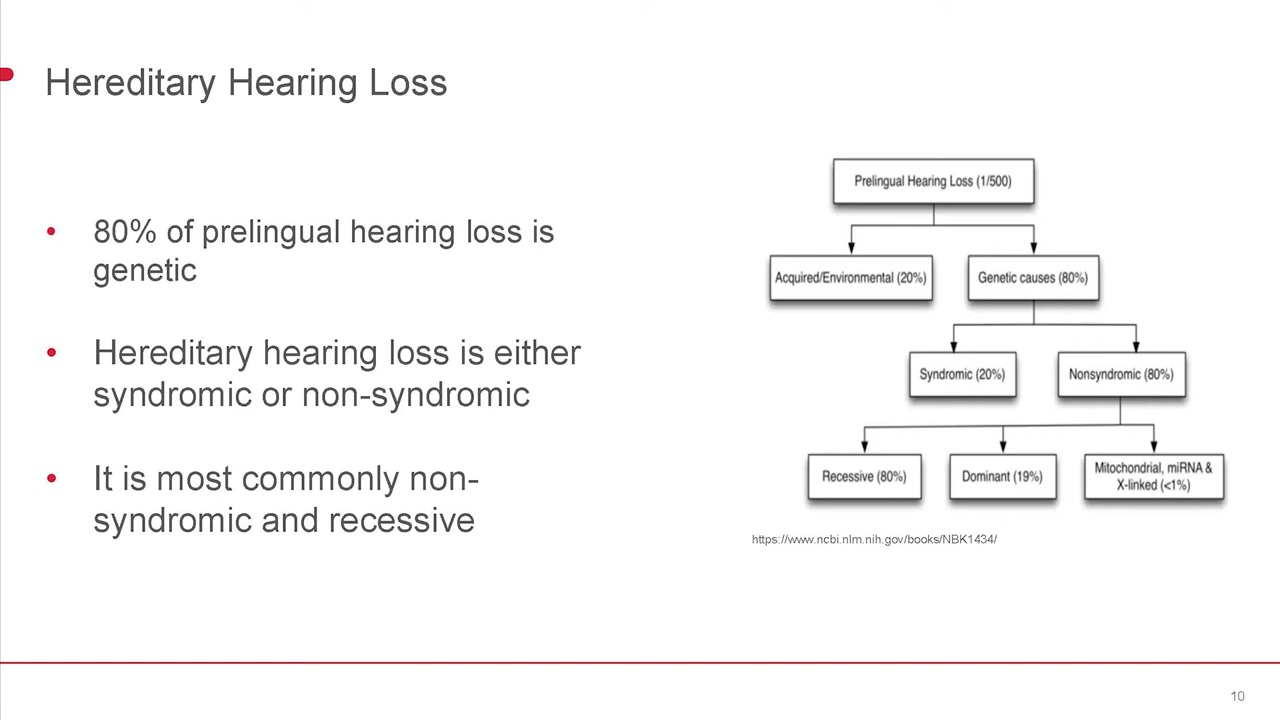 Hereditary Hearing Loss
• 80% of prelingual hearing loss is
genetic
• Hereditary hearing loss is either
syndromic or non-syndromic
• It is most commonly non-
syndromic and recessive
Prelingual Hearing Loss (1/500)
Acquired/Environmental (20%)
Genetic causes (80%)
Syndromic (20%)
Nonsyndromic (80%)
Recessive (80%)
Dominant (19%)
Mitochondrial, miRNA &
X-linked (<1%)
https://www.ncbi.nlm.nih.gov/books/NBK1434/
10